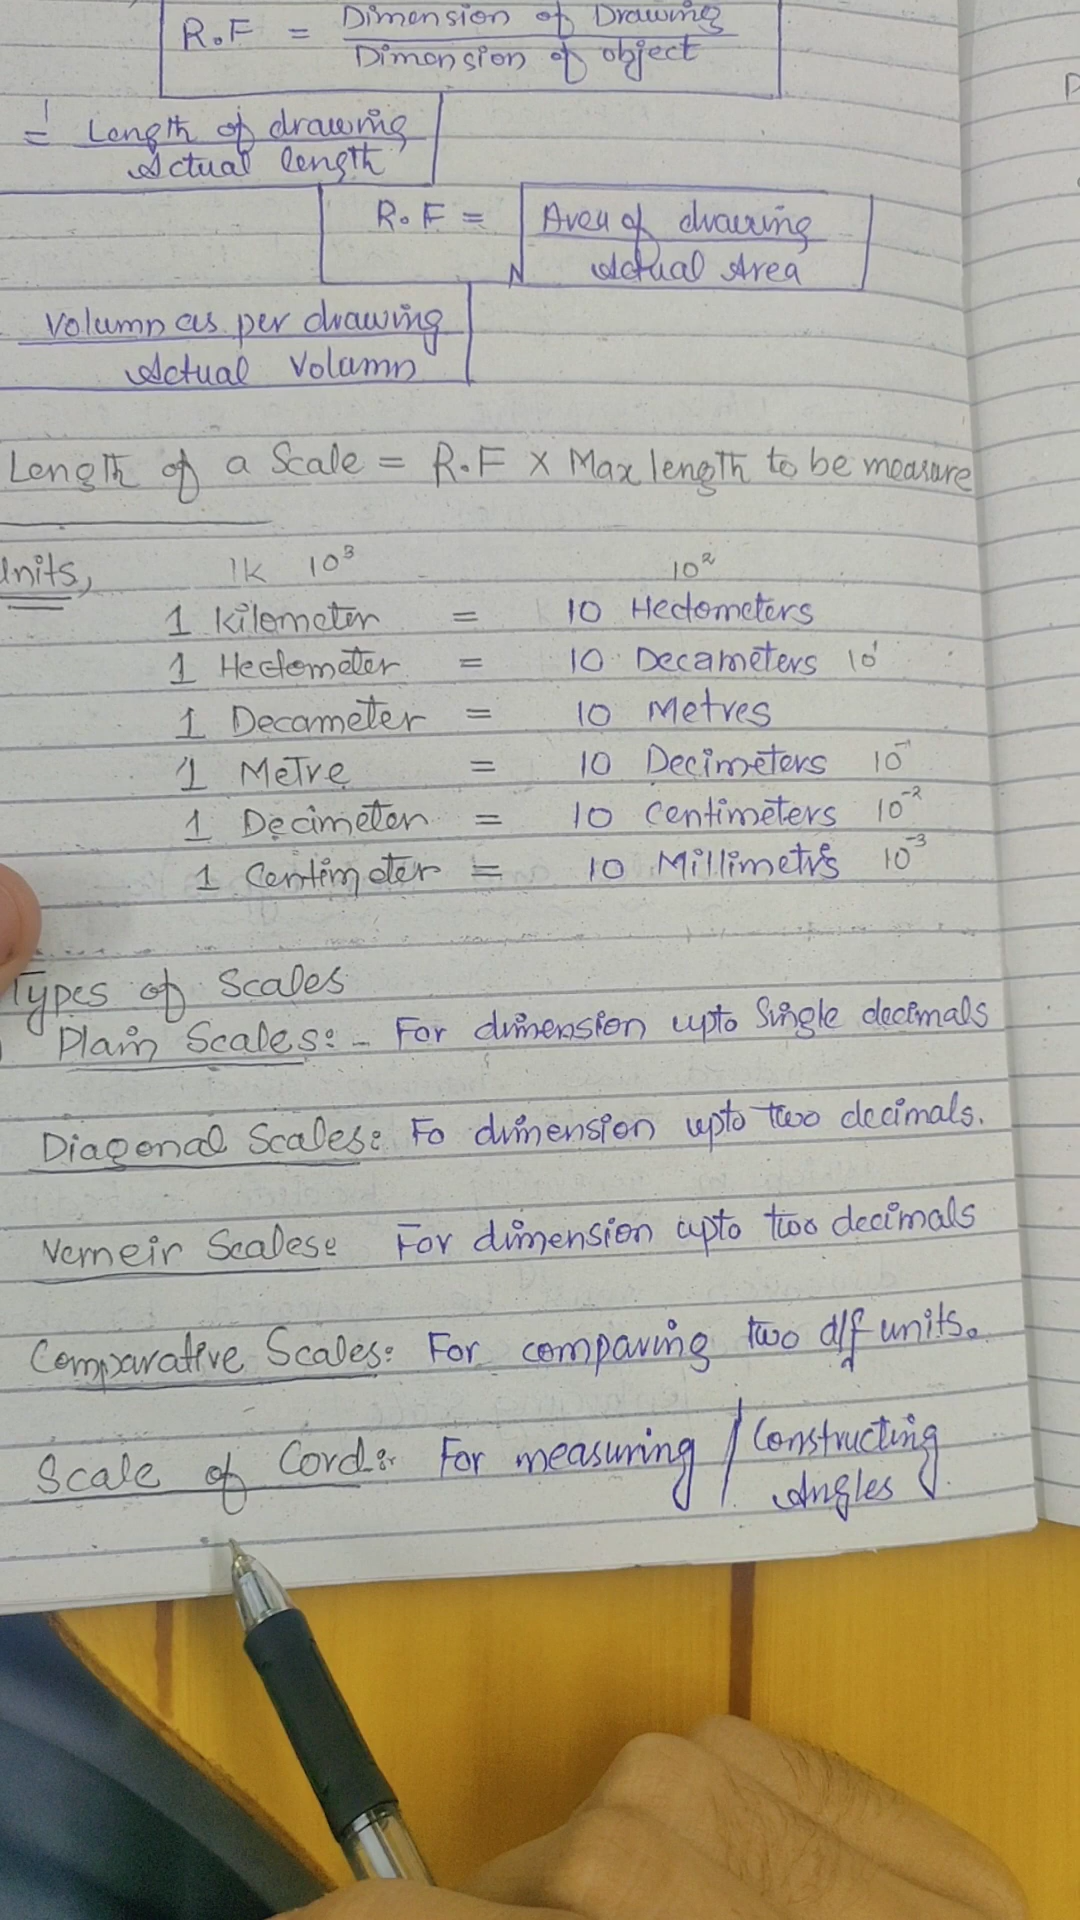 R.F = Dimension of Drawing
Dimension of object
= Length of drawing
Actual length
R.F = √ Area of drawing
Actual Area
Volumn as per drawing
Actual Volumn
Length of a Scale = R.F × Max length to be measure
Units, 1k 10³ 10²
1 Kilometer = 10 Hectometers
1 Hectometer = 10 Decameters 10¹
1 Decameter = 10 Metres
1 Metre = 10 Decimeters 10⁻
1 Decimeter = 10 Centimeters 10⁻²
1 Centimeter = 10 Millimetrs 10⁻³
Types of Scales
Plain Scales:- For dimension upto Single decimals
Diagonal Scales: Fo dimension upto two decimals.
Verneir Scales: For dimension upto two decimals
Comparative Scales: For comparing two diff units.
Scale of Cord:- For measuring / Constructing
Angles